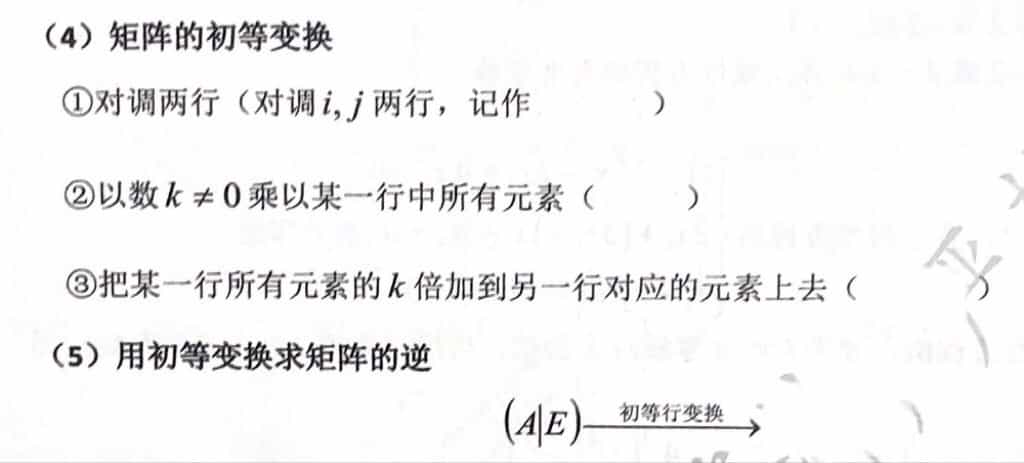 （4）矩阵的初等变换
①对调两行（对调i, j 两行，记作　　　）
②以数 k ≠ 0 乘以某一行中所有元素（　　　）
③把某一行所有元素的 k 倍加到另一行对应的元素上去（　　　）
（5）用初等变换求矩阵的逆
初等行变换
(A|E)⟶